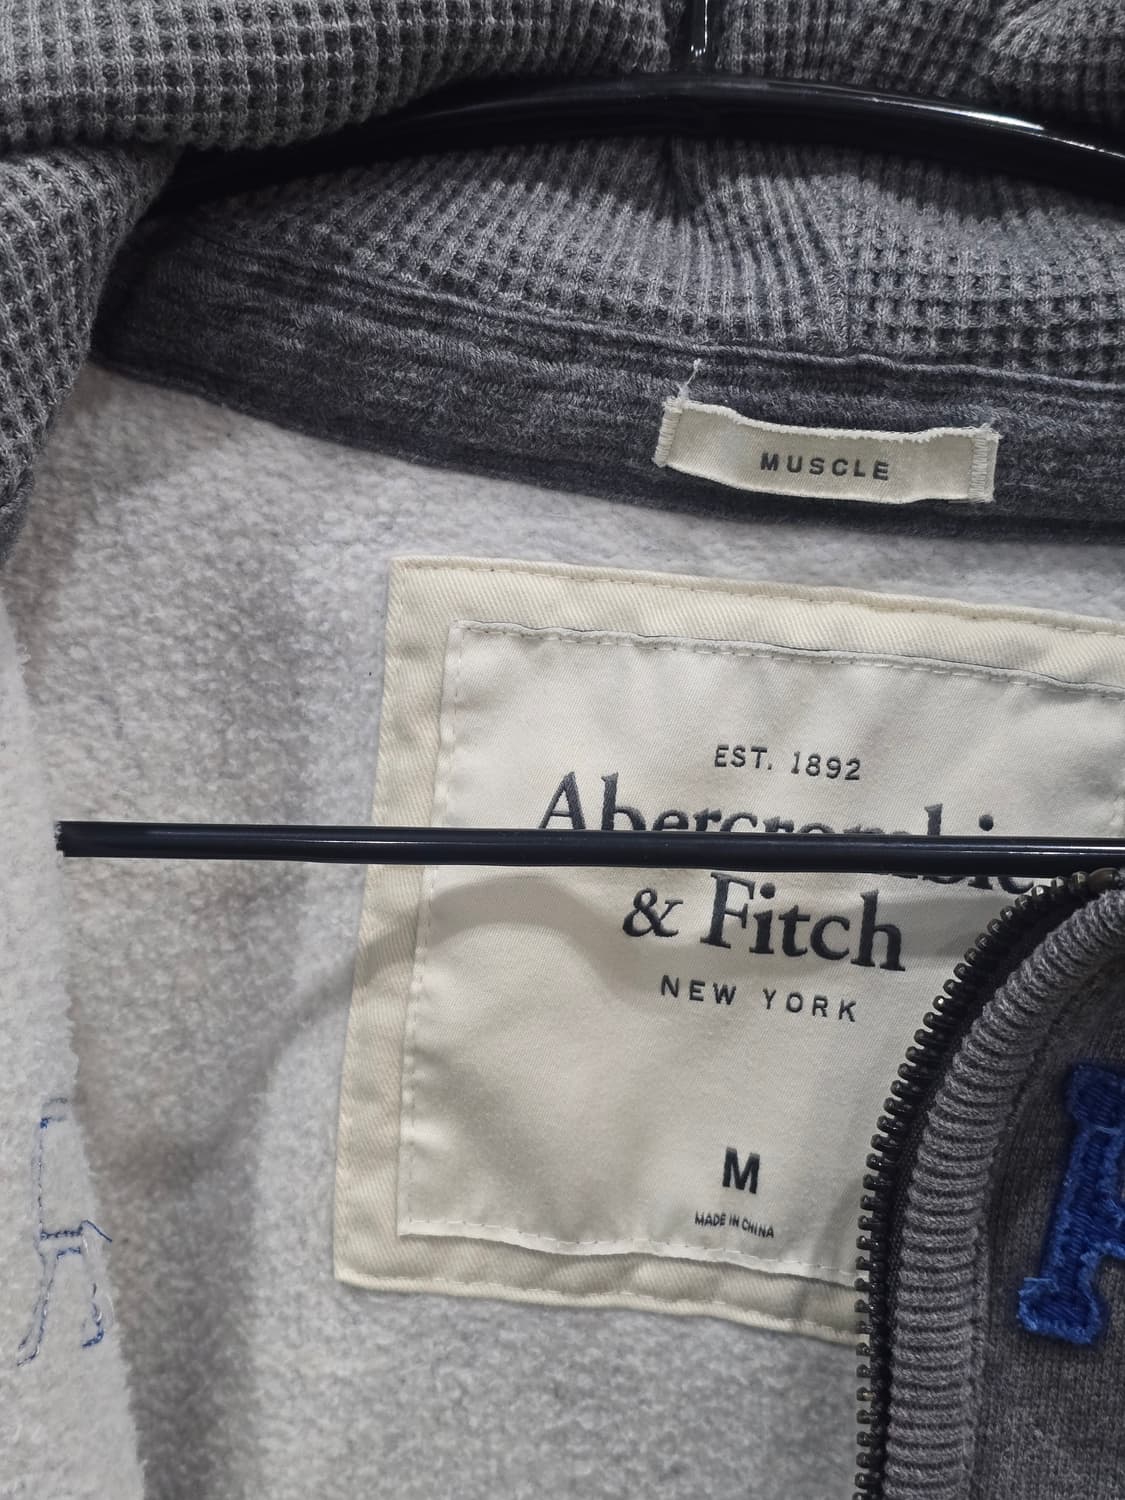 MUSCLE
EST. 1892
Abercrombie
& Fitch
NEW YORK
M
MADE IN CHINA